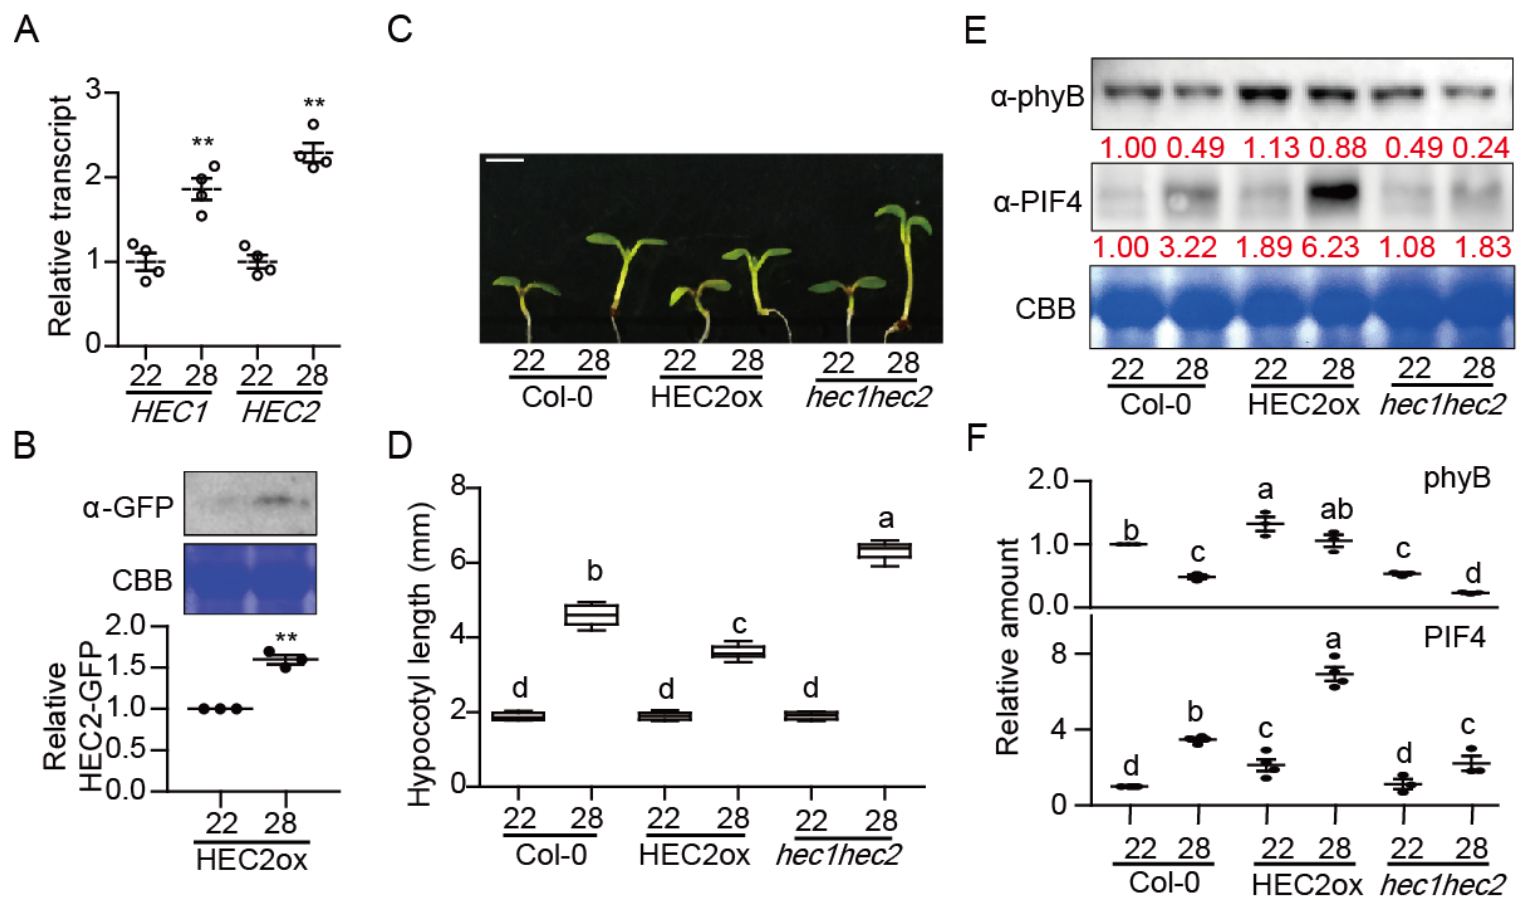 A
Relative transcript
3
2
1
0
**
**
22 28 22 28
HEC1 HEC2
B
α-GFP
CBB
Relative
HEC2-GFP
2.0
1.5
1.0
0.5
0.0
**
22 28
HEC2ox
C
22 28 22 28 22 28
Col-0 HEC2ox hec1hec2
D
Hypocotyl length (mm)
8
6
4
2
0
d b d c d a
22 28 22 28 22 28
Col-0 HEC2ox hec1hec2
E
α-phyB
1.00 0.49 1.13 0.88 0.49 0.24
α-PIF4
1.00 3.22 1.89 6.23 1.08 1.83
CBB
22 28 22 28 22 28
Col-0 HEC2ox hec1hec2
F
Relative amount
phyB
2.0
1.0
0.0
b c a ab c d
PIF4
8
4
0
d b c a d c
22 28 22 28 22 28
Col-0 HEC2ox hec1hec2